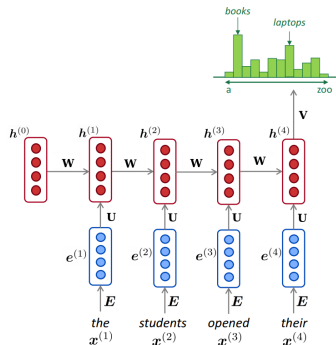 books
laptops
a zoo
V
h(0) h(1) h(2) h(3) h(4)
W W W W
U U U U
e(1) e(2) e(3) e(4)
E E E E
the students opened their
x(1) x(2) x(3) x(4)